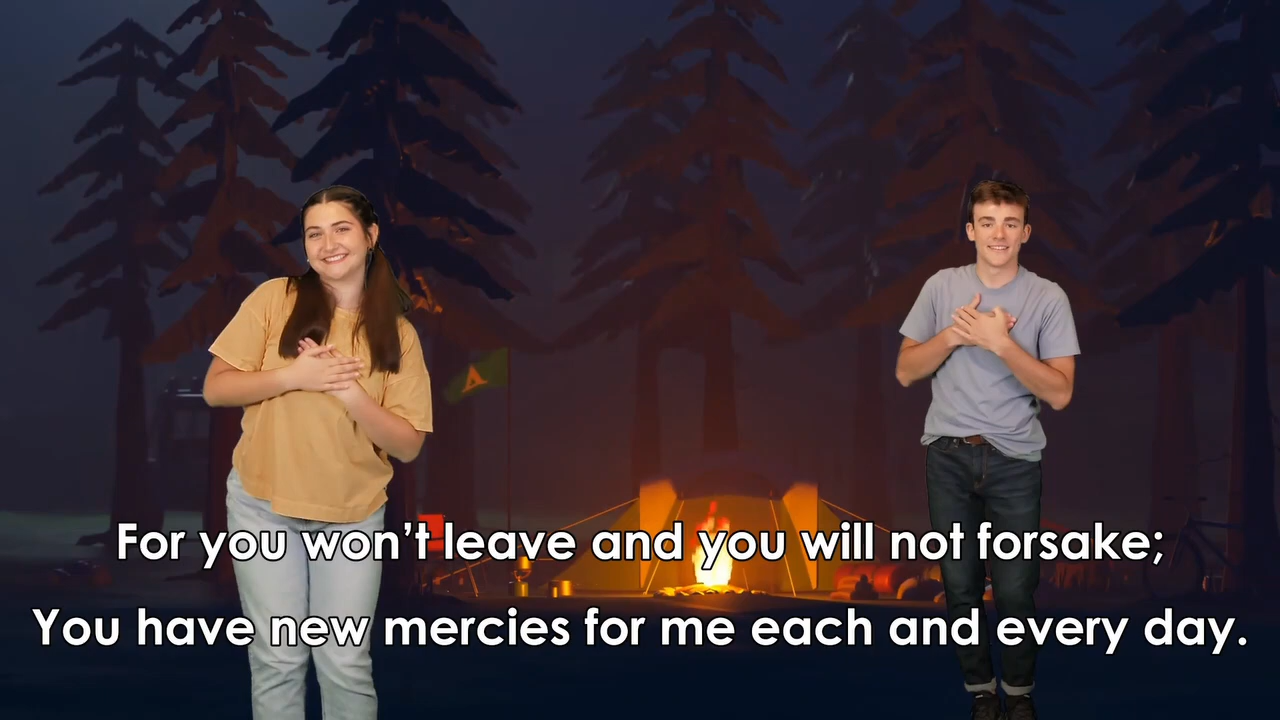 For you won't leave and you will not forsake;
You have new mercies for me each and every day.